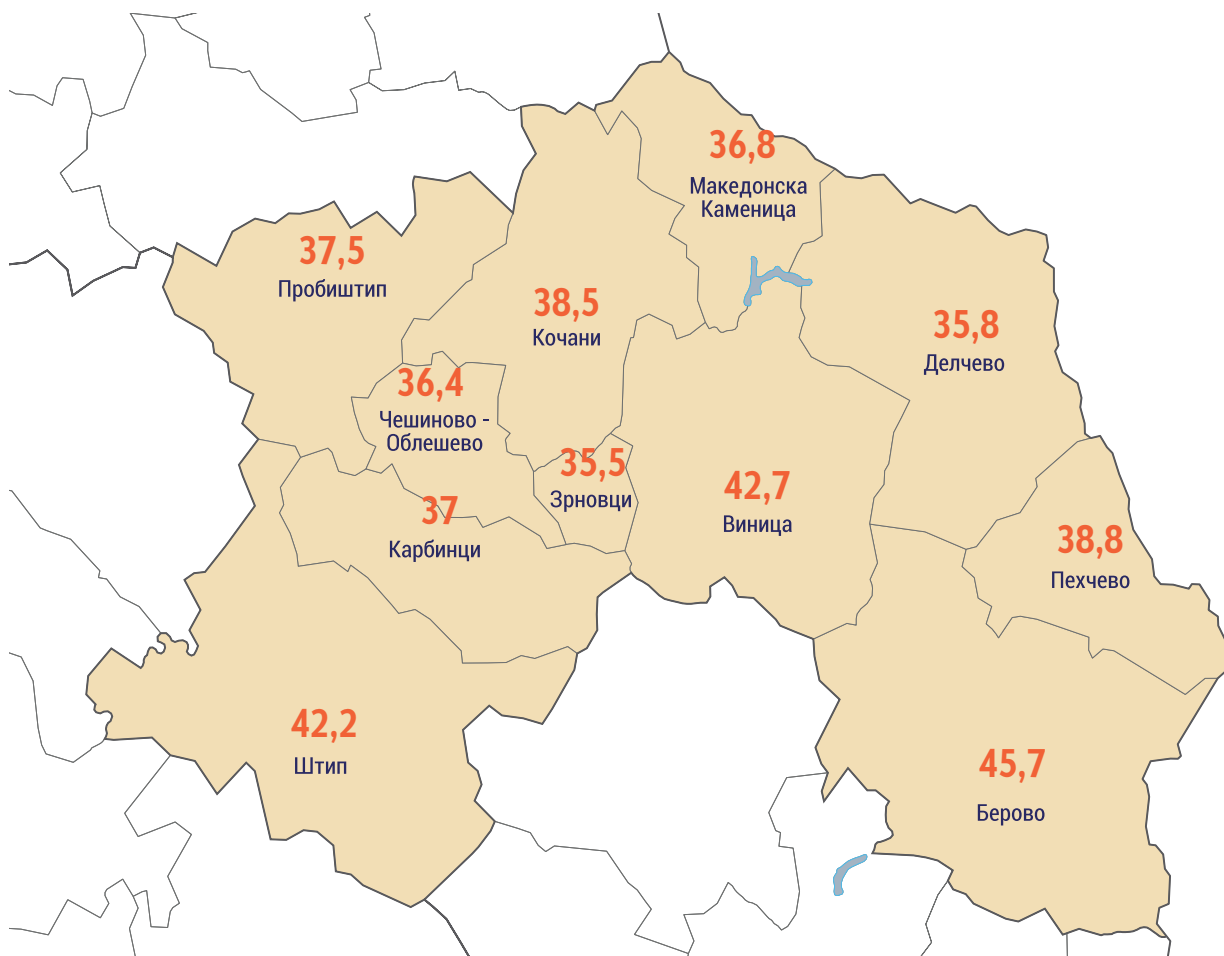 36,8
Македонска
Каменица
37,5
Пробиштип
38,5
Кочани
35,8
Делчево
36,4
Чешиново -
Облешево
35,5
Зрновци
42,7
Виница
37
Карбинци
38,8
Пехчево
42,2
Штип
45,7
Берово